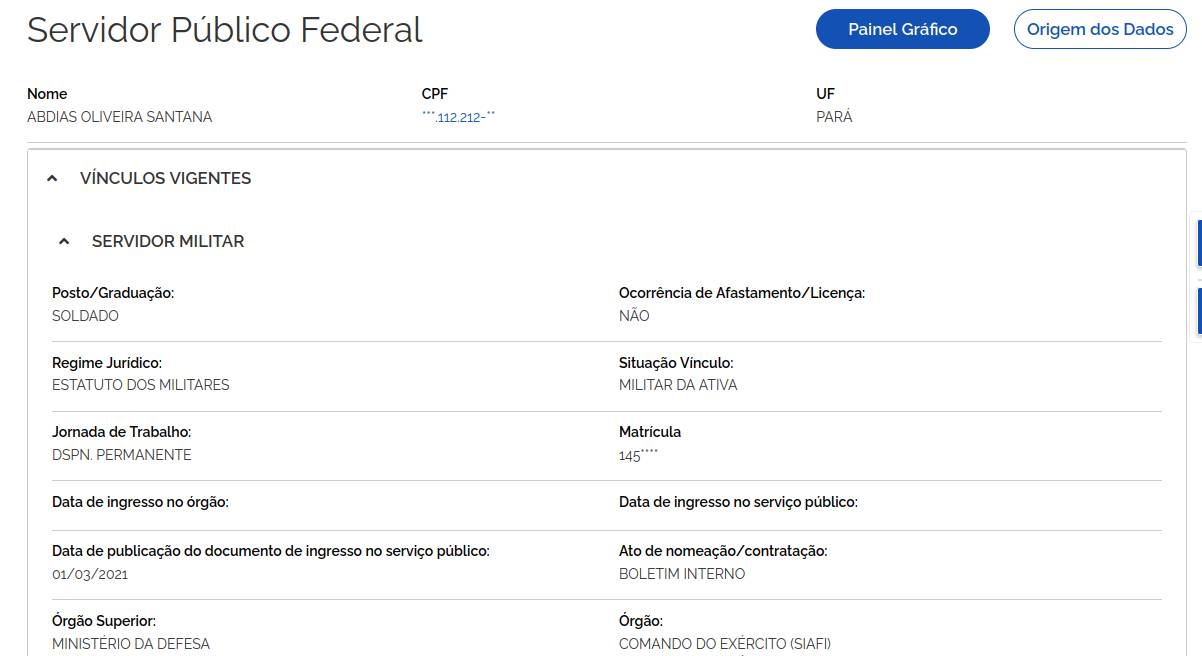 Servidor Público Federal
Painel Gráfico
Origem dos Dados
Nome
CPF
UF
ABDIAS OLIVEIRA SANTANA
***.112.212-**
PARÁ
VÍNCULOS VIGENTES
SERVIDOR MILITAR
Posto/Graduação:
Ocorrência de Afastamento/Licença:
SOLDADO
NÃO
Regime Jurídico:
Situação Vínculo:
ESTATUTO DOS MILITARES
MILITAR DA ATIVA
Jornada de Trabalho:
Matrícula
DSPN. PERMANENTE
145****
Data de ingresso no órgão:
Data de ingresso no serviço público:
Data de publicação do documento de ingresso no serviço público:
Ato de nomeação/contratação:
01/03/2021
BOLETIM INTERNO
Órgão Superior:
Órgão:
MINISTÉRIO DA DEFESA
COMANDO DO EXÉRCITO (SIAFI)